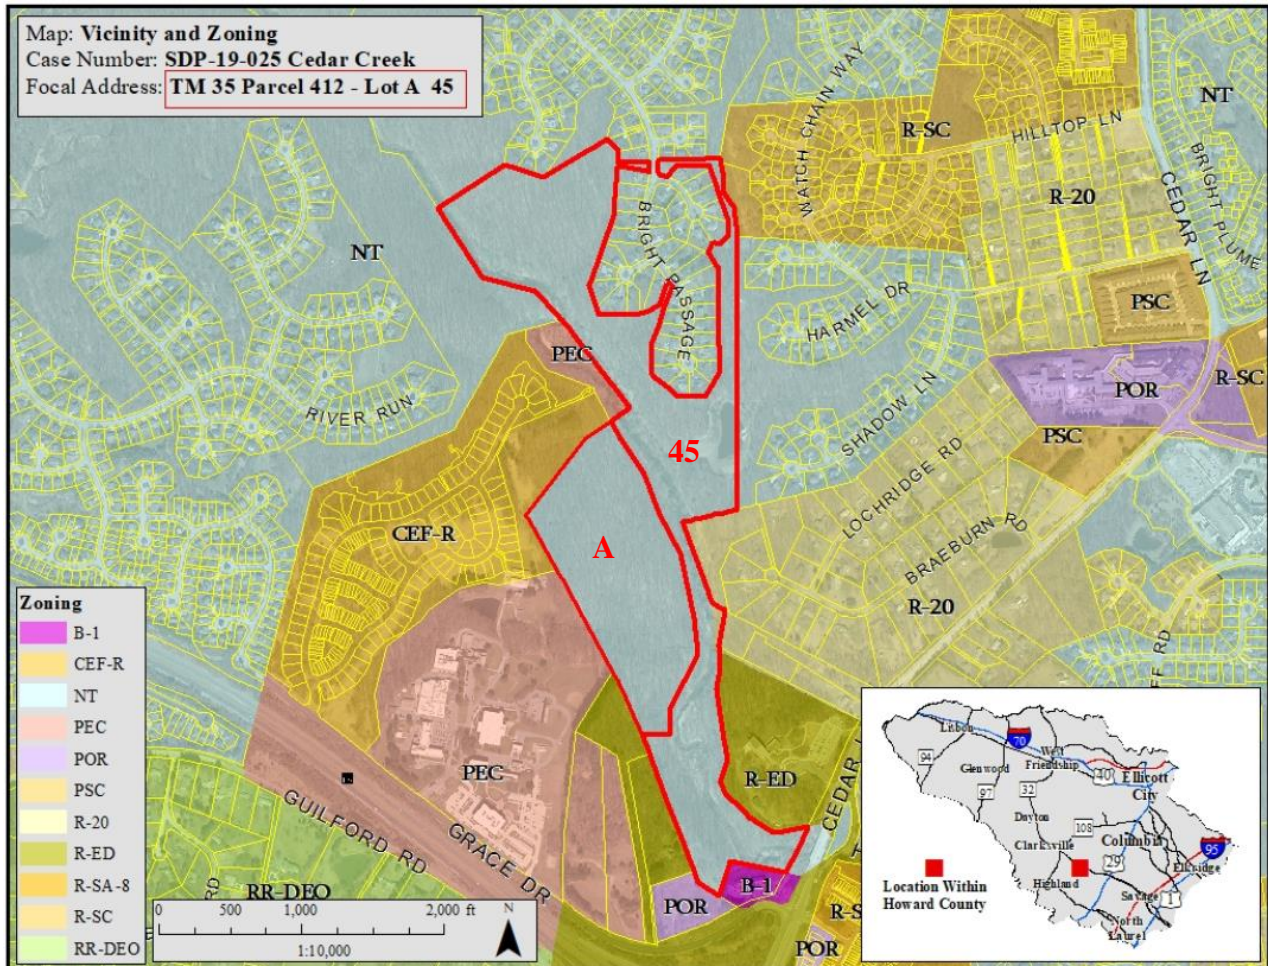 Map: Vicinity and Zoning
Case Number: SDP-19-025 Cedar Creek
Focal Address: TM 35 Parcel 412 - Lot A 45
WATCH CHAIN WAY
R-SC
HILLTOP LN
NT
BRIGHT PLUME
CEDAR LN
R-20
NT
BRIGHT PASSAGE
HARMEL DR
PSC
PEC
RIVER RUN
POR
R-SC
SHADOW LN
PSC
45
LOCHRIDGE RD
CEF-R
A
BRAEBURN RD
R-20
RD
Zoning
B-1
CEF-R
NT
PEC
POR
PSC
R-20
R-ED
R-SA-8
R-SC
RR-DEO
PEC
R-ED
CEDAR
GUILFORD RD
GRACE DR
RR-DEO
RD
POR
B-1
POR
0 500 1,000 2,000 ft
N
1:10,000
Lisbon
70
94
Glenwood
West
Friendship
40
Ellicott
City
97
32
Dayton
108
Columbia
Clarksville
29
95
Elkridge
Highland
Savage
1
North
Laurel
Location Within
Howard County